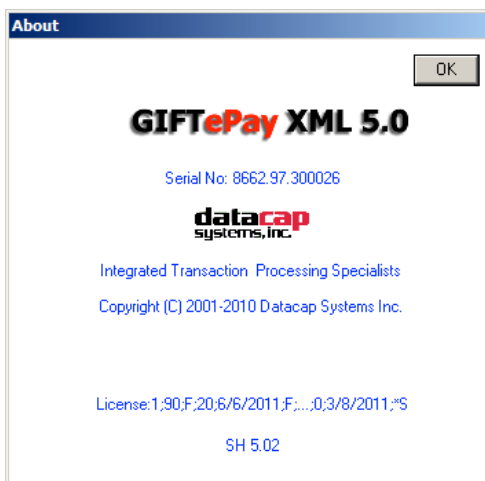 About
OK
GIFTePay XML 5.0
Serial No: 8662.97.300026
datacap
systems, inc.
Integrated Transaction Processing Specialists
Copyright (C) 2001-2010 Datacap Systems Inc.
License:1;90;F;20;6/6/2011;F;...;0;3/8/2011;*S
SH 5.02